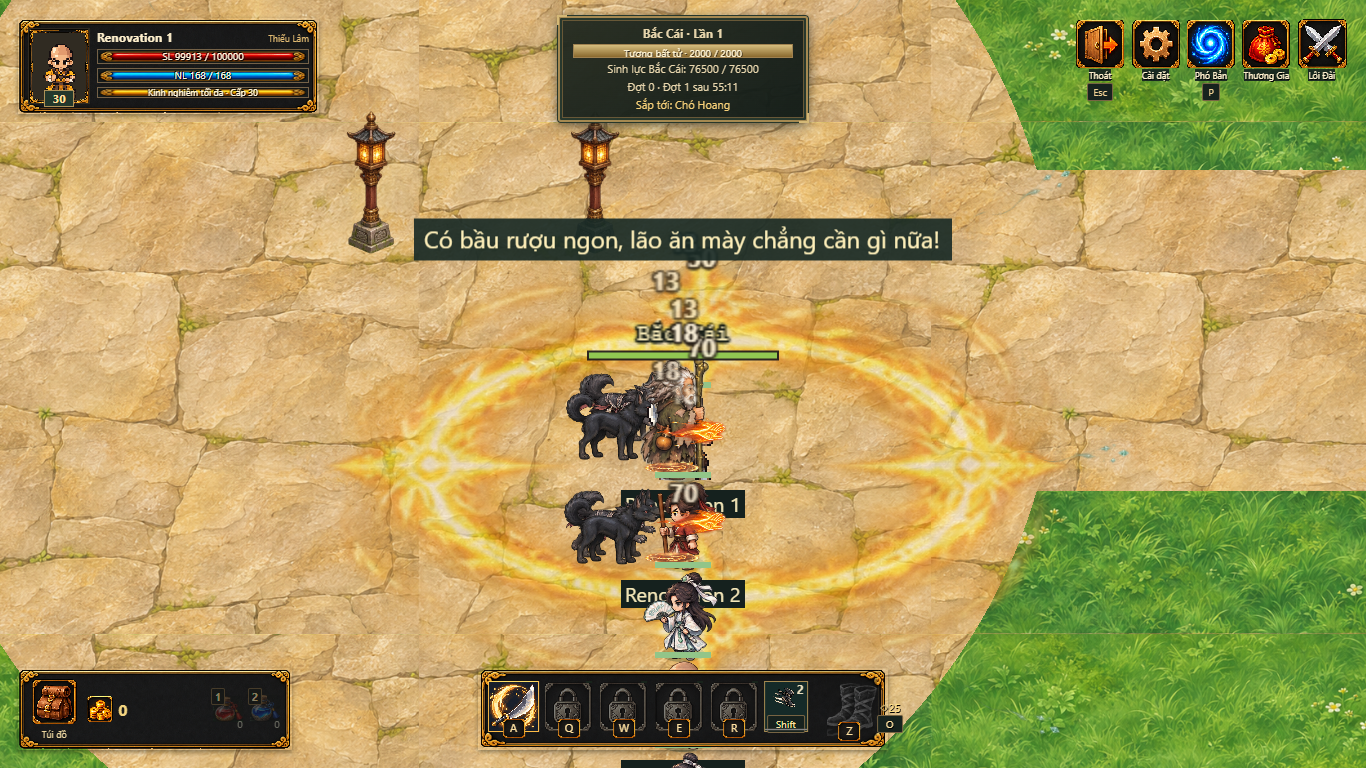 Renovation 1
Thiếu Lâm
SL 99913 / 100000
NL 168 / 168
Kinh nghiệm tối đa - Cấp 30
30
Bắc Cái - Lần 1
Tương bất tử - 2000 / 2000
Sinh lực Bắc Cái: 76500 / 76500
Đợt 0 - Đợt 1 sau 55:11
Sắp tới: Chó Hoang
Thoát
Esc
Cài đặt
Phó Bản
P
Thương Gia
Lôi Đài
Có bầu rượu ngon, lão ăn mày chẳng cần gì nữa!
13
13
18
70
18
70
1
2
Túi đồ
0
1
0
2
0
A
Q
W
E
R
2
Shift
Z
25
O